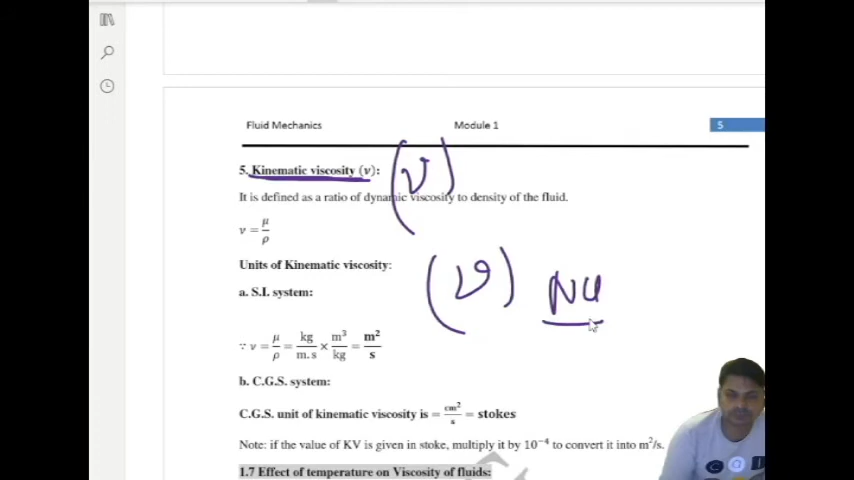 Fluid Mechanics Module 1 5
5. Kinematic viscosity (ν):
(ν)
It is defined as a ratio of dynamic viscosity to density of the fluid.
ν = μ/ρ
Units of Kinematic viscosity:
(ν) NU
a. S.I. system:
∵ ν = μ/ρ = kg/m.s × m³/kg = m²/s
b. C.G.S. system:
C.G.S. unit of kinematic viscosity is = cm²/s = stokes
Note: if the value of KV is given in stoke, multiply it by 10⁻⁴ to convert it into m²/s.
1.7 Effect of temperature on Viscosity of fluids: